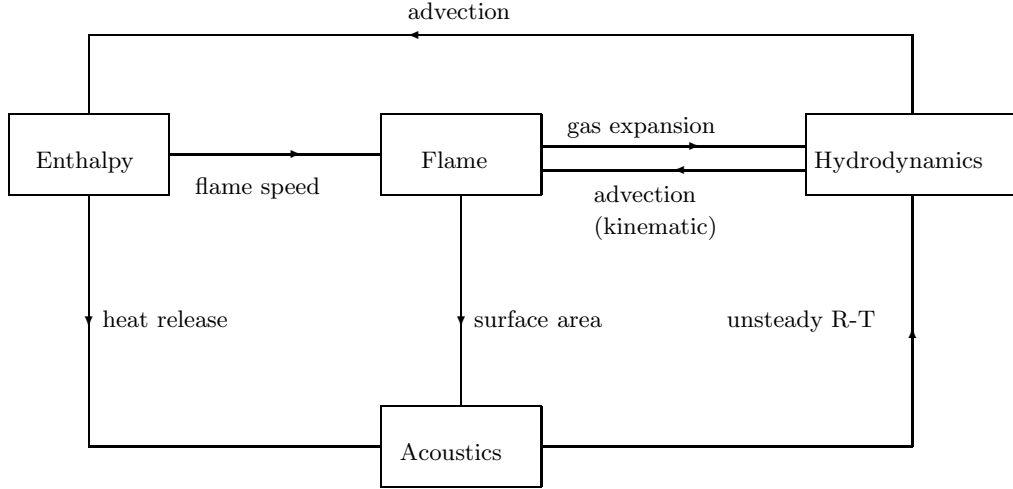 advection
gas expansion
Enthalpy
Flame
Hydrodynamics
flame speed
advection
(kinematic)
heat release
surface area
unsteady R-T
Acoustics